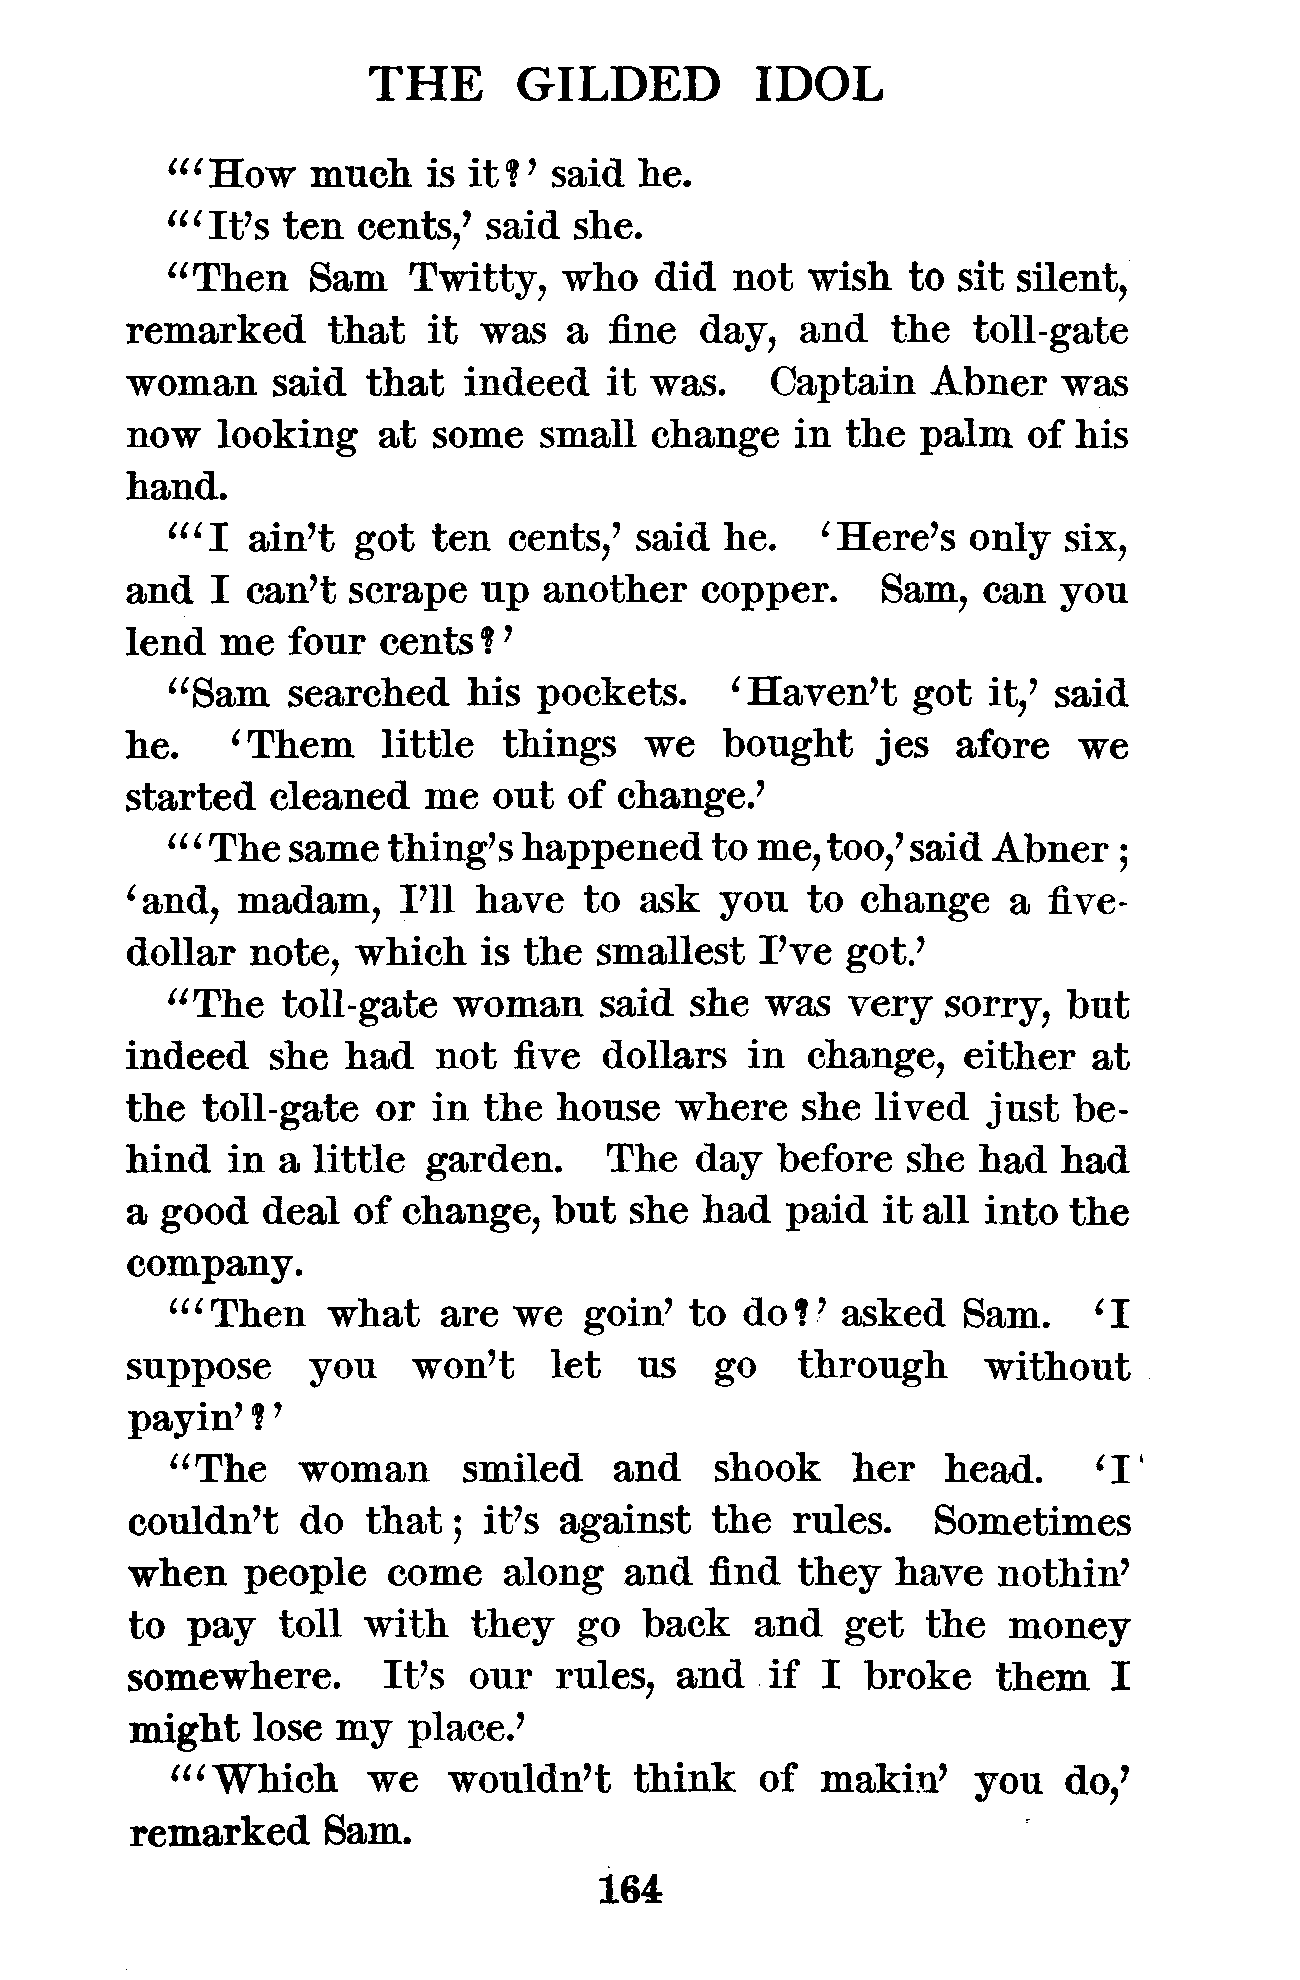 THE GILDED IDOL
“‘How much is it?’ said he.
“‘It’s ten cents,’ said she.
“Then Sam Twitty, who did not wish to sit silent,
remarked that it was a fine day, and the toll-gate
woman said that indeed it was. Captain Abner was
now looking at some small change in the palm of his
hand.
“‘I ain’t got ten cents,’ said he. ‘Here’s only six,
and I can’t scrape up another copper. Sam, can you
lend me four cents?’
“Sam searched his pockets. ‘Haven’t got it,’ said
he. ‘Them little things we bought jes afore we
started cleaned me out of change.’
“‘The same thing’s happened to me, too,’ said Abner;
‘and, madam, I’ll have to ask you to change a five-
dollar note, which is the smallest I’ve got.’
“The toll-gate woman said she was very sorry, but
indeed she had not five dollars in change, either at
the toll-gate or in the house where she lived just be-
hind in a little garden. The day before she had had
a good deal of change, but she had paid it all into the
company.
“‘Then what are we goin’ to do?’ asked Sam. ‘I
suppose you won’t let us go through without
payin’?’
“The woman smiled and shook her head. ‘I
couldn’t do that; it’s against the rules. Sometimes
when people come along and find they have nothin’
to pay toll with they go back and get the money
somewhere. It’s our rules, and if I broke them I
might lose my place.’
“‘Which we wouldn’t think of makin’ you do,’
remarked Sam.
164